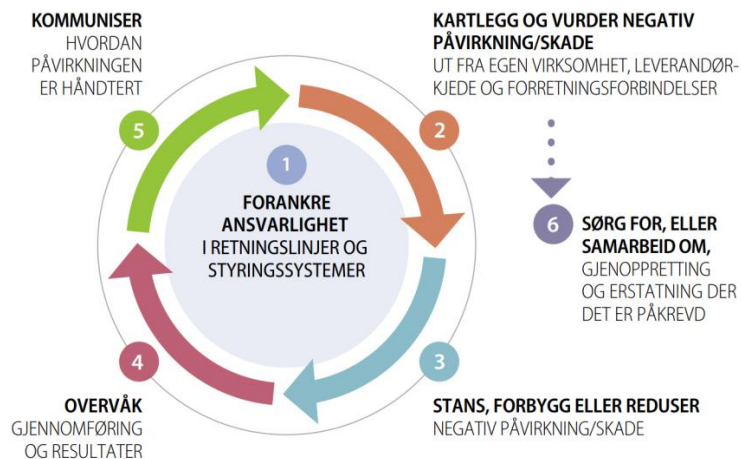 1
FORANKRE
ANSVARLIGHET
I RETNINGSLINJER OG
STYRINGSSYSTEMER
2
KARTLEGG OG VURDER NEGATIV
PÅVIRKNING/SKADE
UT FRA EGEN VIRKSOMHET, LEVERANDØR-
KJEDE OG FORRETNINGSFORBINDELSER
3
STANS, FORBYGG ELLER REDUSER
NEGATIV PÅVIRKNING/SKADE
4
OVERVÅK
GJENNOMFØRING
OG RESULTATER
5
KOMMUNISER
HVORDAN
PÅVIRKNINGEN
ER HÅNDTERT
6
SØRG FOR, ELLER
SAMARBEID OM,
GJENOPPRETTING
OG ERSTATNING DER
DET ER PÅKREVD